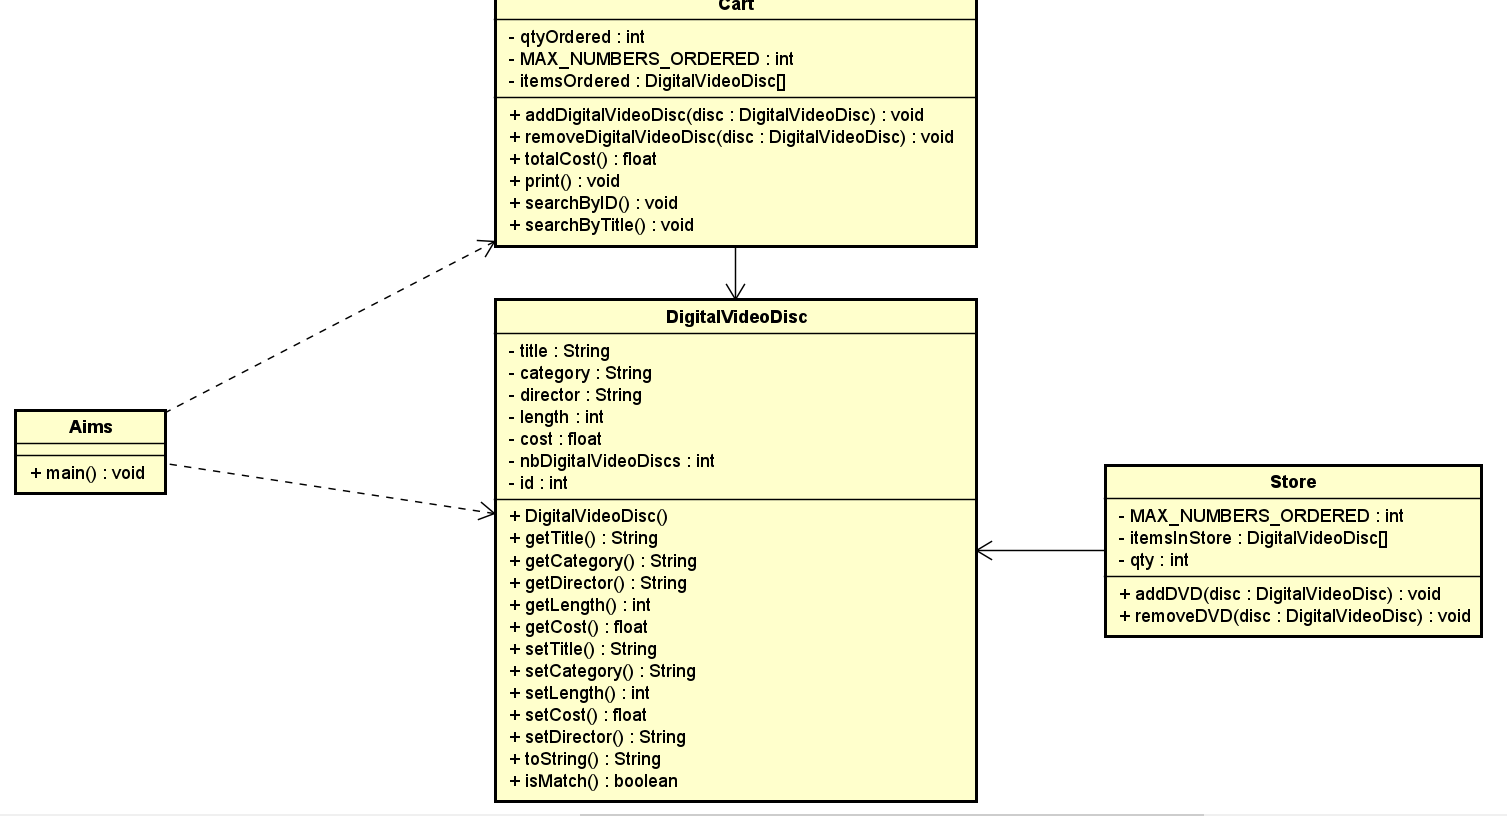 Cart
- qtyOrdered : int
- MAX_NUMBERS_ORDERED : int
- itemsOrdered : DigitalVideoDisc[]
+ addDigitalVideoDisc(disc : DigitalVideoDisc) : void
+ removeDigitalVideoDisc(disc : DigitalVideoDisc) : void
+ totalCost() : float
+ print() : void
+ searchByID() : void
+ searchByTitle() : void
Aims
+ main() : void
DigitalVideoDisc
- title : String
- category : String
- director : String
- length : int
- cost : float
- nbDigitalVideoDiscs : int
- id : int
+ DigitalVideoDisc()
+ getTitle() : String
+ getCategory() : String
+ getDirector() : String
+ getLength() : int
+ getCost() : float
+ setTitle() : String
+ setCategory() : String
+ setLength() : int
+ setCost() : float
+ setDirector() : String
+ toString() : String
+ isMatch() : boolean
Store
- MAX_NUMBERS_ORDERED : int
- itemsInStore : DigitalVideoDisc[]
- qty : int
+ addDVD(disc : DigitalVideoDisc) : void
+ removeDVD(disc : DigitalVideoDisc) : void